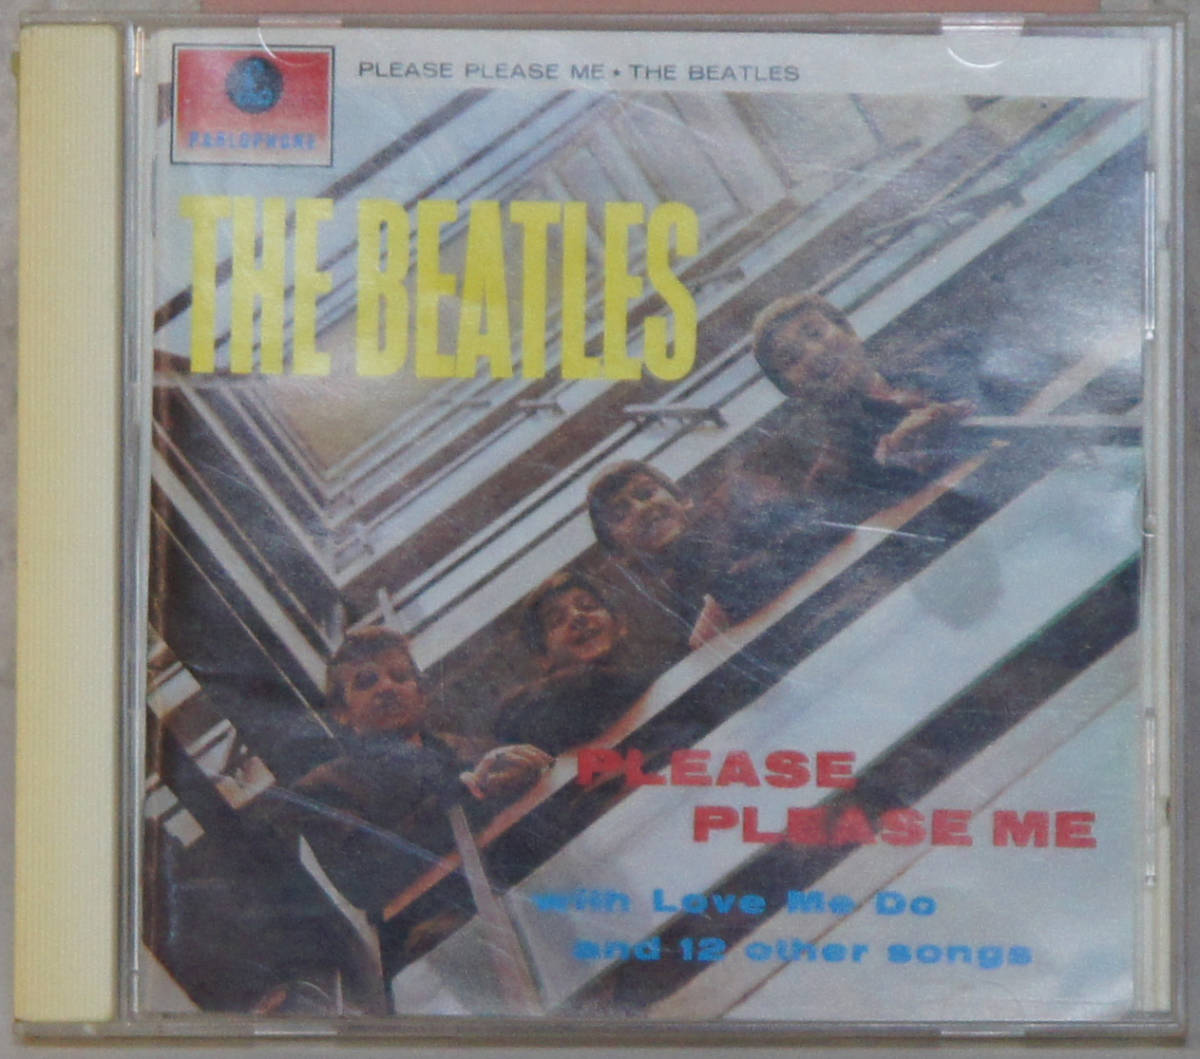 PLEASE PLEASE ME • THE BEATLES
PARLOPHONE
THE BEATLES
PLEASE
PLEASE ME
with Love Me Do
and 12 other songs